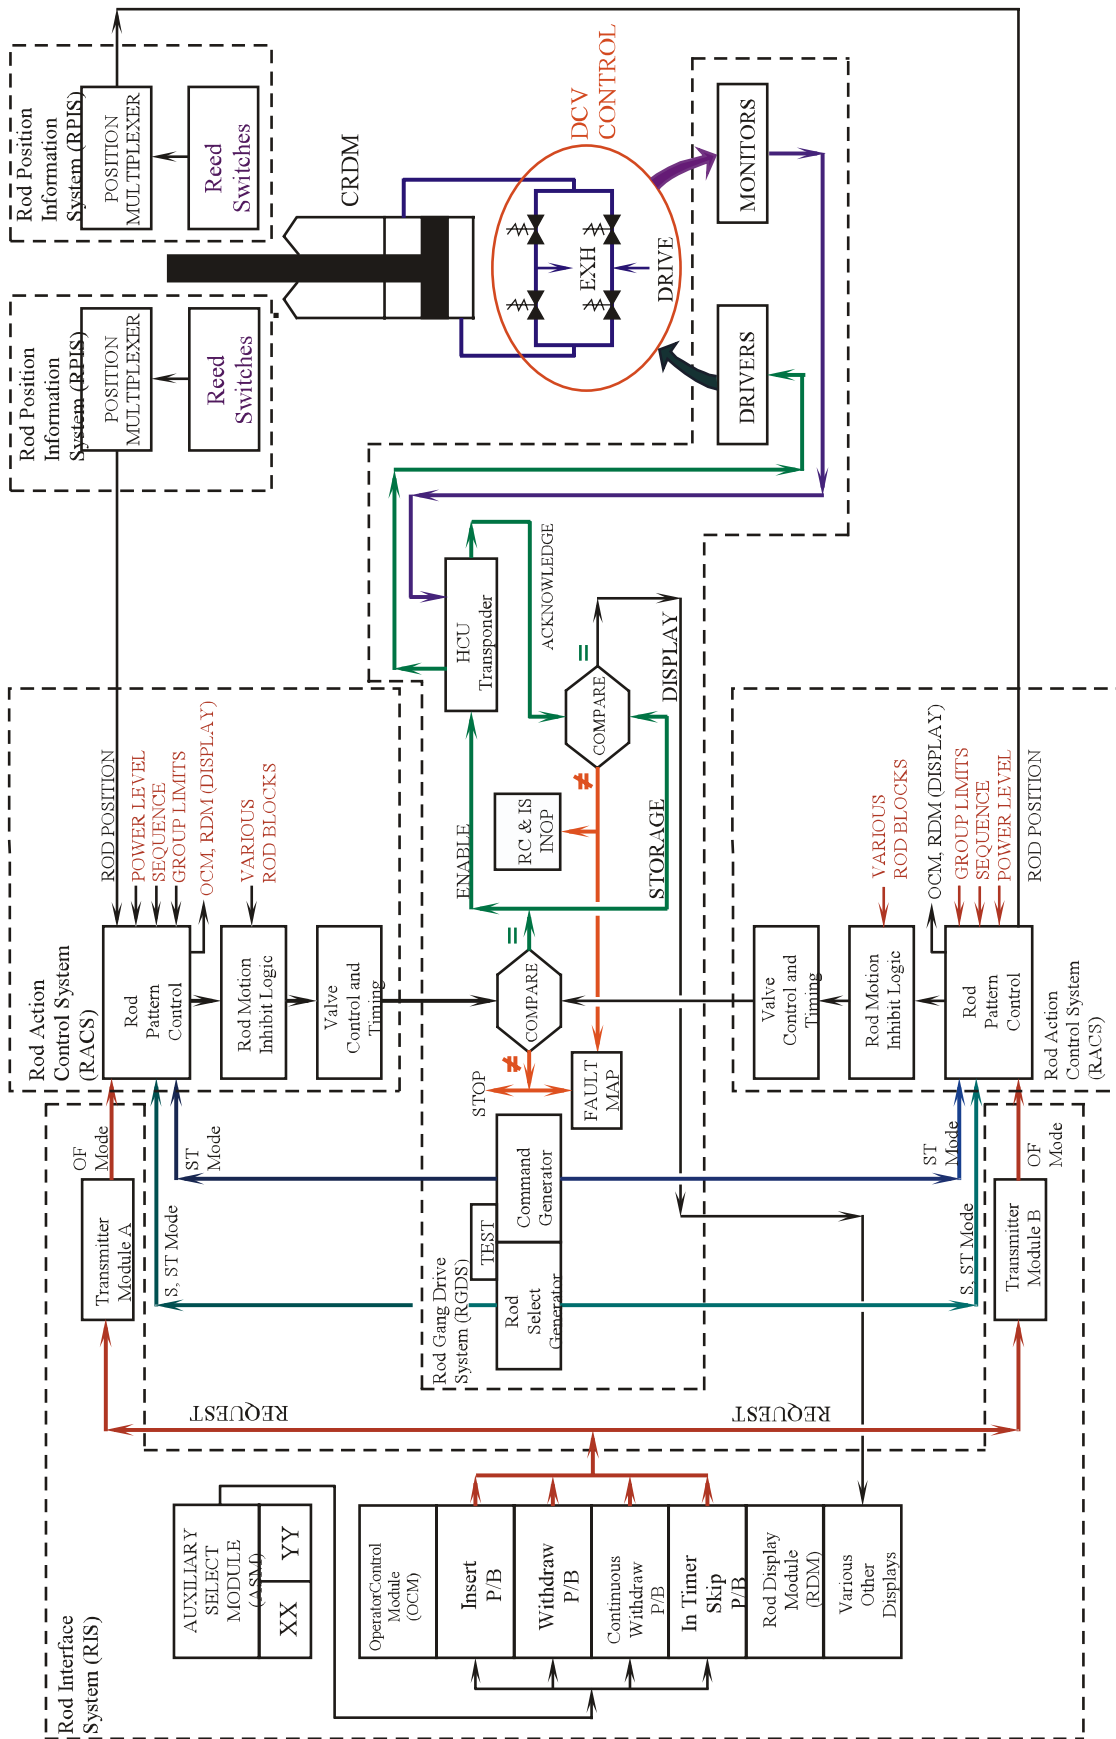 Rod Interface
System (RIS)
AUXILIARY
SELECT
MODULE
(ASM)
XX
YY
OperatorControl
Module
(OCM)
Insert
P/B
Withdraw
P/B
Continuous
Withdraw
P/B
In Timer
Skip
P/B
Rod Display
Module
(RDM)
Various
Other
Displays
REQUEST
REQUEST
Transmitter
Module A
OF
Mode
S, ST Mode
ST
Mode
Transmitter
Module B
OF
Mode
S, ST Mode
ST
Mode
Rod Gang Drive
System (RGDS)
Rod
Select
Generator
TEST
Command
Generator
STOP
≠
FAULT
MAP
COMPARE
=
ENABLE
STORAGE
RC & IS
INOP
≠
COMPARE
=
DISPLAY
ACKNOWLEDGE
HCU
Transponder
Rod Action
Control System
(RACS)
Rod
Pattern
Control
Rod Motion
Inhibit Logic
Valve
Control and
Timing
ROD POSITION
POWER LEVEL
SEQUENCE
GROUP LIMITS
OCM, RDM (DISPLAY)
VARIOUS
ROD BLOCKS
Valve
Control and
Timing
Rod Motion
Inhibit Logic
Rod
Pattern
Control
Rod Action
Control System
(RACS)
VARIOUS
ROD BLOCKS
OCM, RDM (DISPLAY)
GROUP LIMITS
SEQUENCE
POWER LEVEL
ROD POSITION
Rod Position
Information
System (RPIS)
POSITION
MULTIPLEXER
Reed
Switches
Rod Position
Information
System (RPIS)
POSITION
MULTIPLEXER
Reed
Switches
CRDM
DCV
CONTROL
EXH
DRIVE
DRIVERS
MONITORS